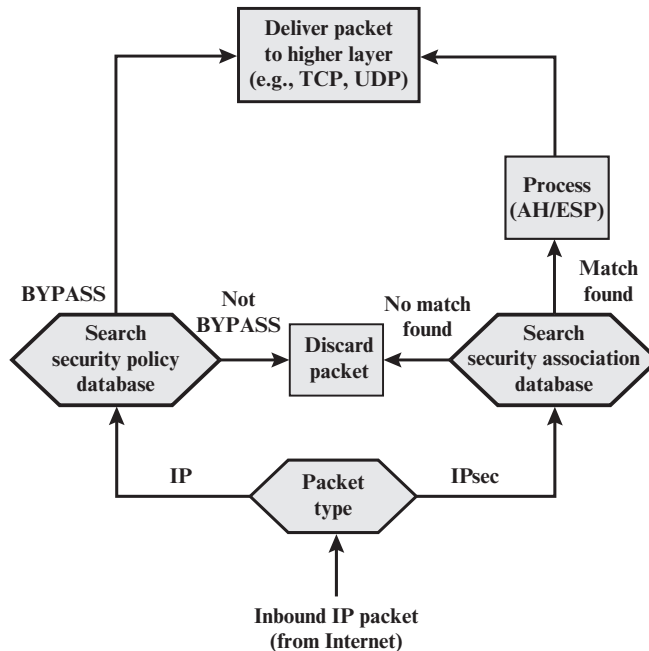 Deliver packet
to higher layer
(e.g., TCP, UDP)
Process
(AH/ESP)
BYPASS
Not
BYPASS
No match
found
Match
found
Search
security policy
database
Discard
packet
Search
security association
database
IP
Packet
type
IPsec
Inbound IP packet
(from Internet)